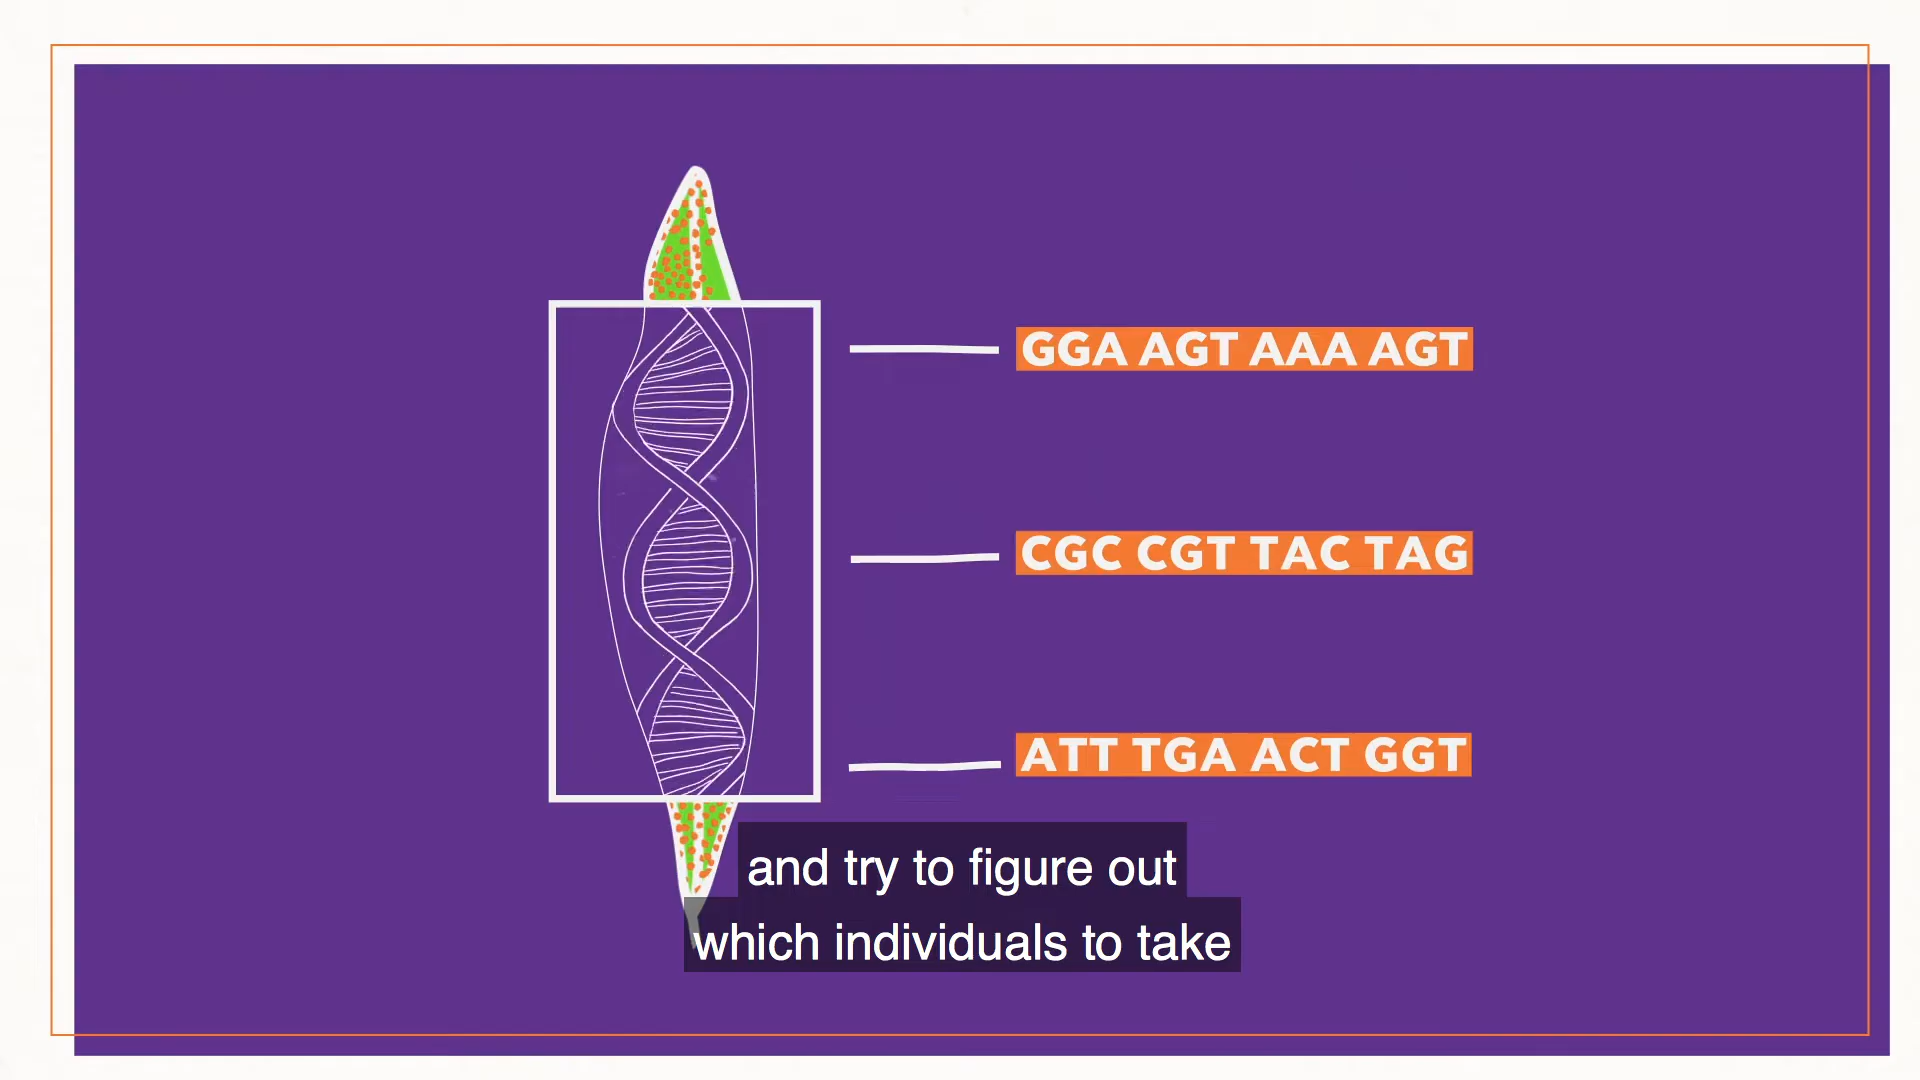 GGA AGT AAA AGT
CGC CGT TAC TAG
ATT TGA ACT GGT
and try to figure out
which individuals to take